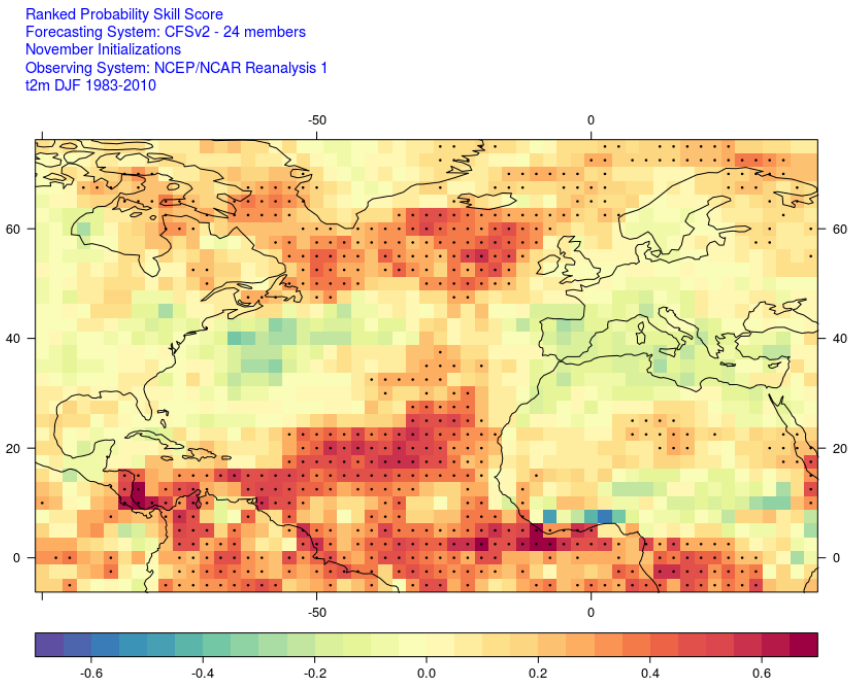 Ranked Probability Skill Score
Forecasting System: CFSv2 - 24 members
November Initializations
Observing System: NCEP/NCAR Reanalysis 1
t2m DJF 1983-2010
-50 0
60 60
40 40
20 20
0 0
-50 0
-0.6 -0.4 -0.2 0.0 0.2 0.4 0.6